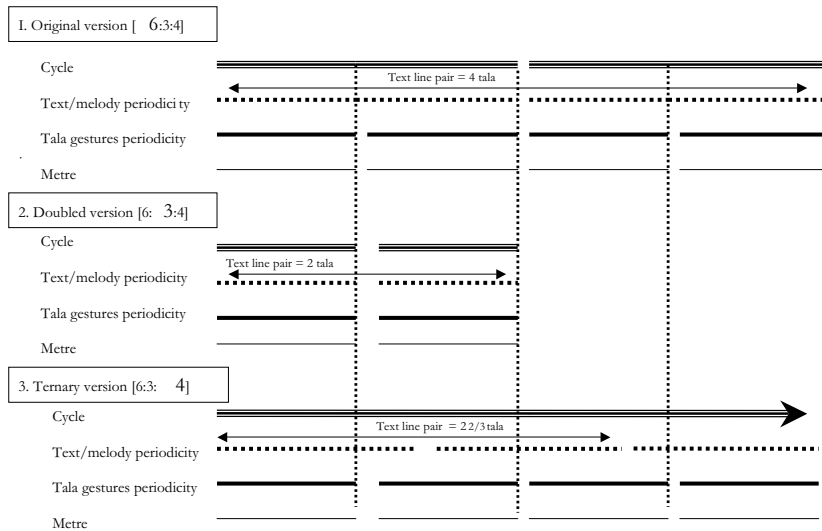 I. Original version [ 6:3:4]
Cycle
Text line pair = 4 tala
Text/melody periodicity
Tala gestures periodicity
.
Metre
2. Doubled version [6: 3:4]
Cycle
Text line pair = 2 tala
Text/melody periodicity
Tala gestures periodicity
Metre
3. Ternary version [6:3: 4]
Cycle
Text line pair = 2 2/3 tala
Text/melody periodicity
Tala gestures periodicity
Metre